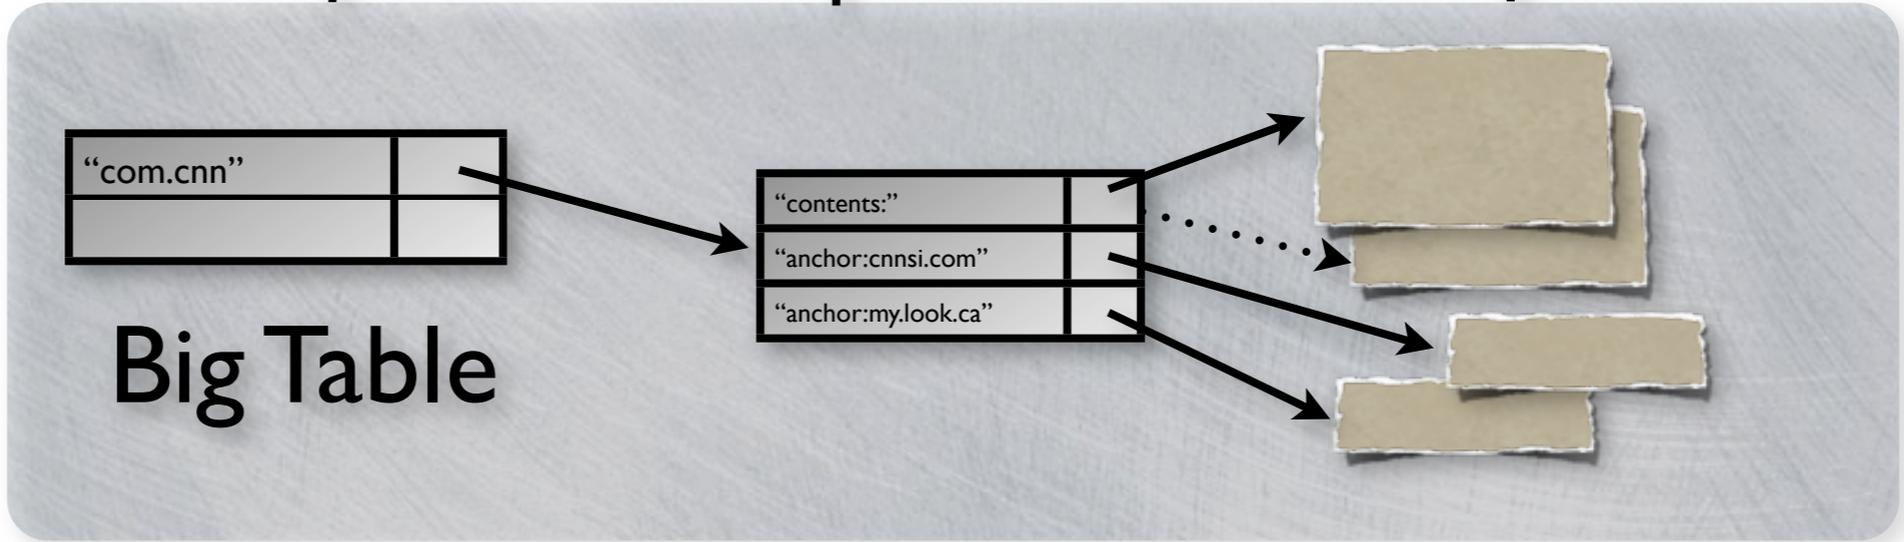 “com.cnn”
“contents:”
“anchor:cnnsi.com”
“anchor:my.look.ca”
Big Table